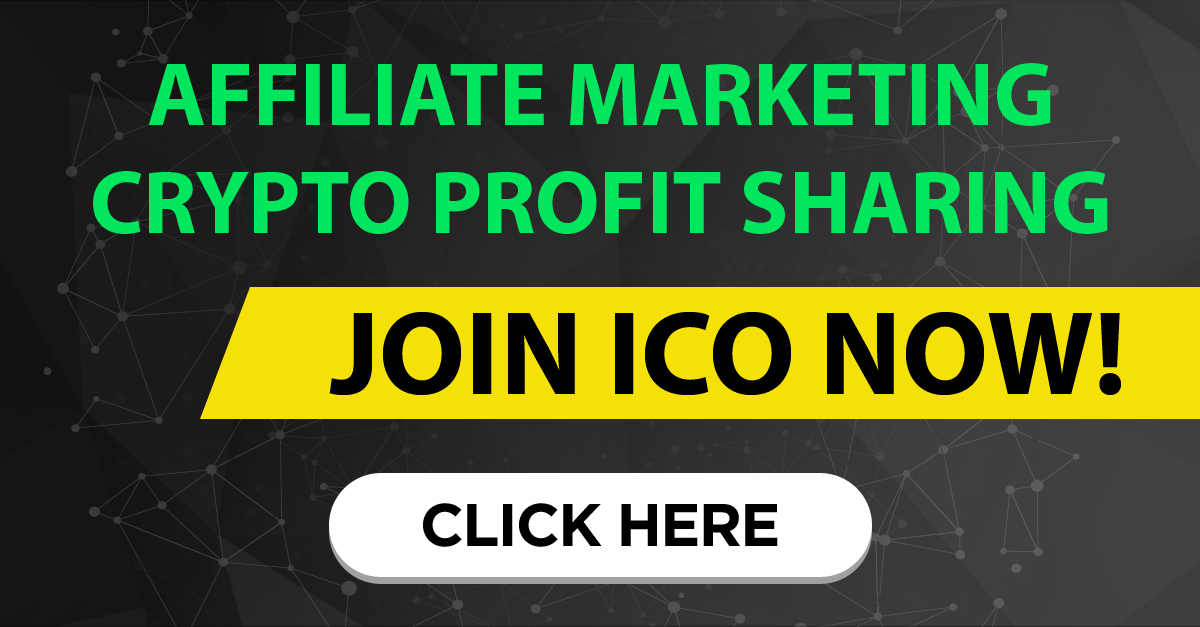 AFFILIATE MARKETING
CRYPTO PROFIT SHARING
JOIN ICO NOW!
CLICK HERE